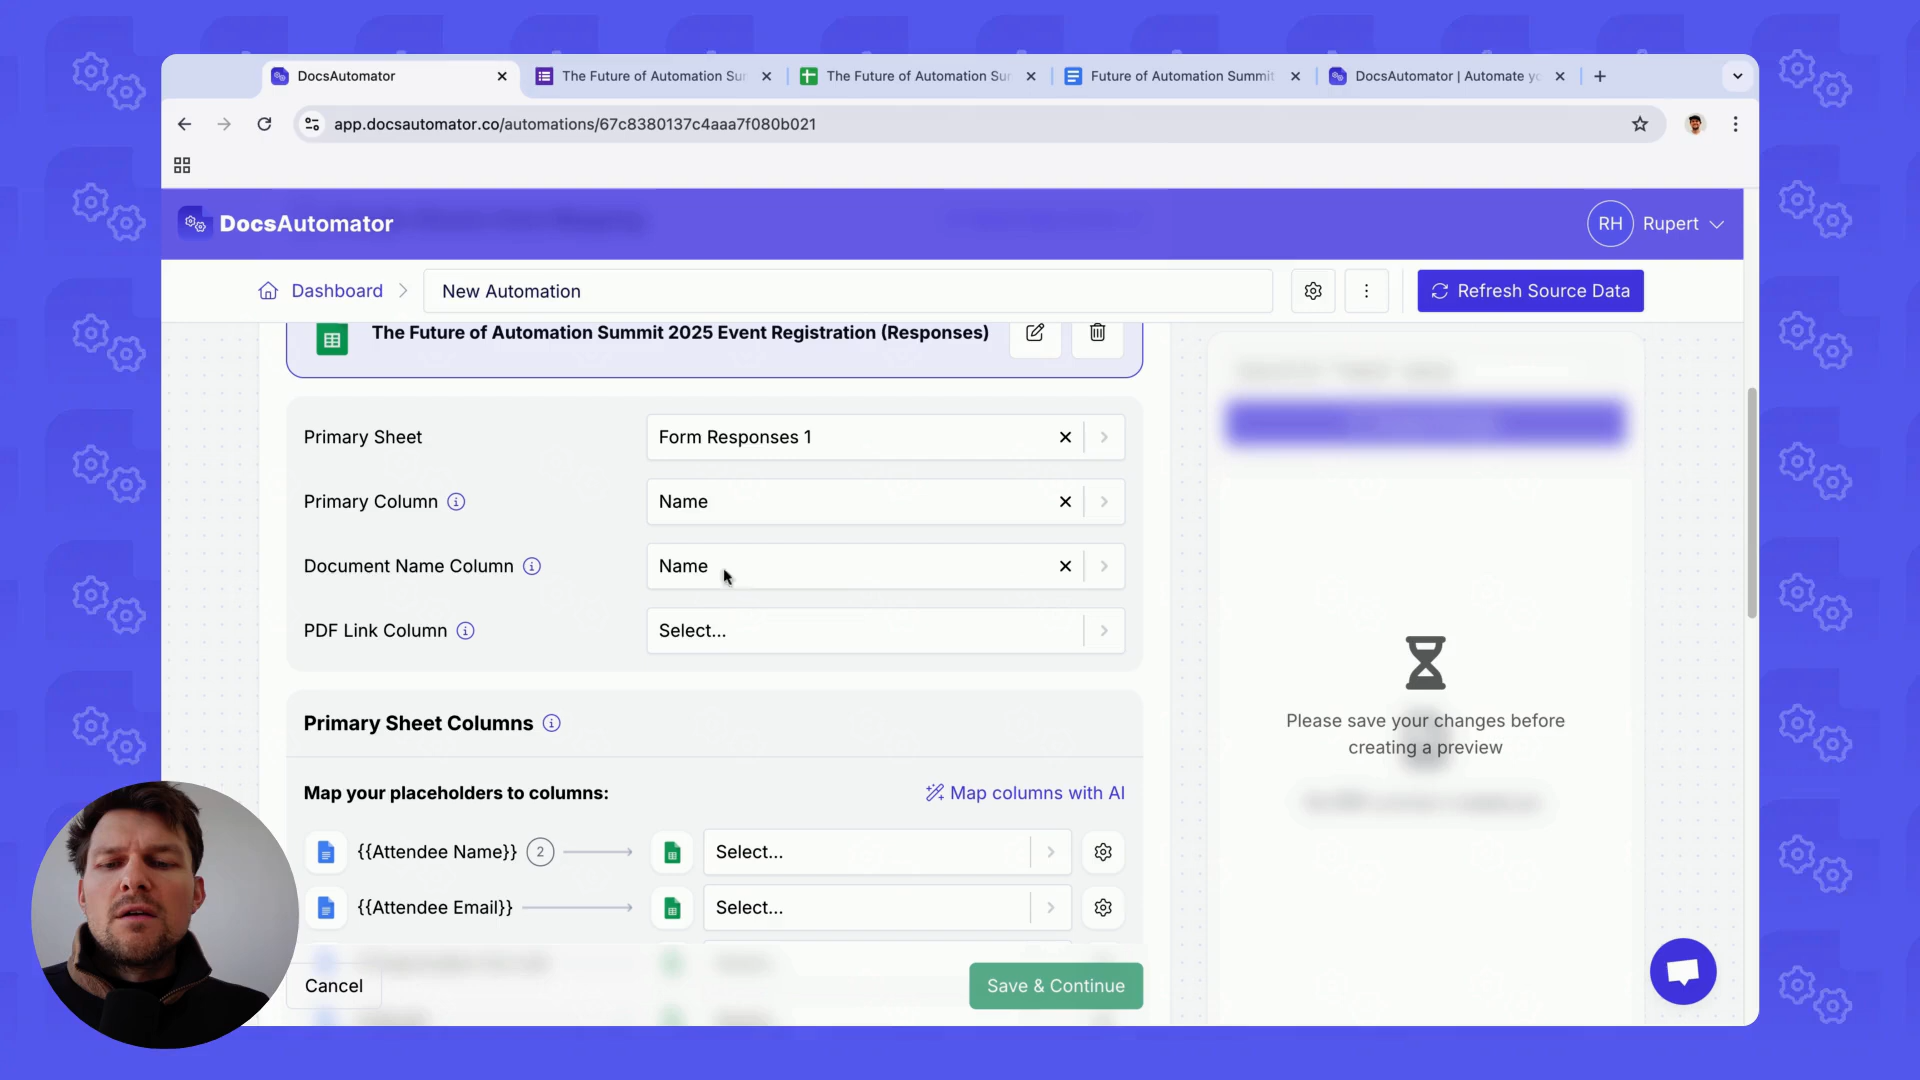 DocsAutomator
The Future of Automation Sur
The Future of Automation Sur
Future of Automation Summit
DocsAutomator | Automate yo
app.docsautomator.co/automations/67c8380137c4aaa7f080b021
DocsAutomator
RH
Rupert
Dashboard
New Automation
Refresh Source Data
The Future of Automation Summit 2025 Event Registration (Responses)
Primary Sheet
Form Responses 1
Primary Column
Name
Document Name Column
Name
PDF Link Column
Select...
Primary Sheet Columns
Map your placeholders to columns:
Map columns with AI
{{Attendee Name}}
2
Select...
{{Attendee Email}}
Select...
Cancel
Save & Continue
Please save your changes before
creating a preview